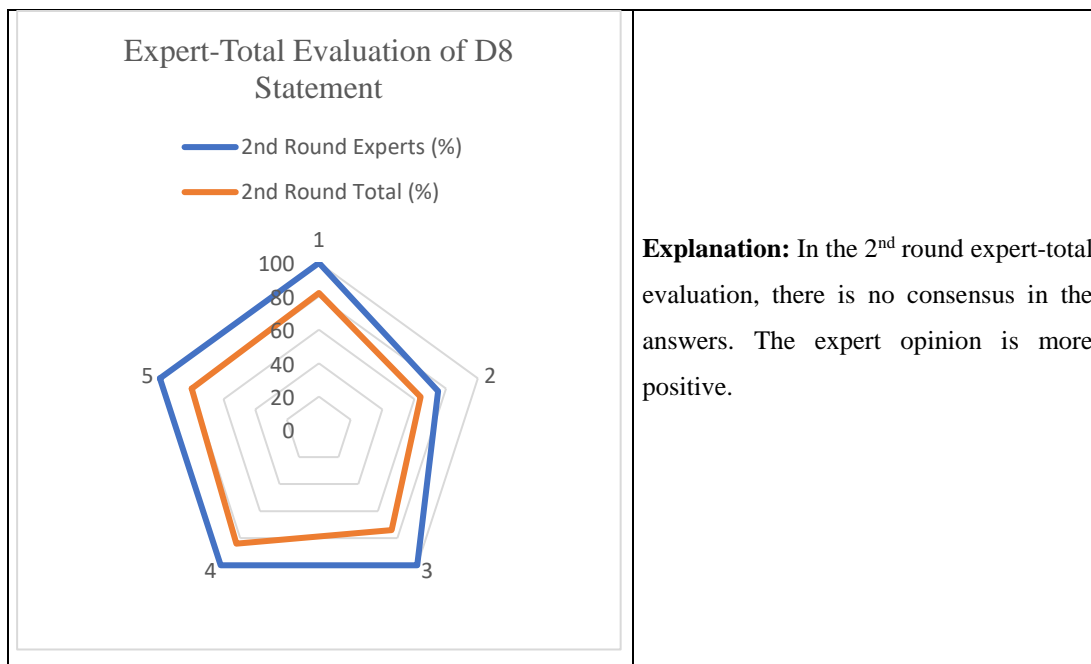 Expert-Total Evaluation of D8
Statement
2nd Round Experts (%)
2nd Round Total (%)
1
100
80
60
40
20
0
5
2
4
3
Explanation: In the 2nd round expert-total
evaluation, there is no consensus in the
answers. The expert opinion is more
positive.